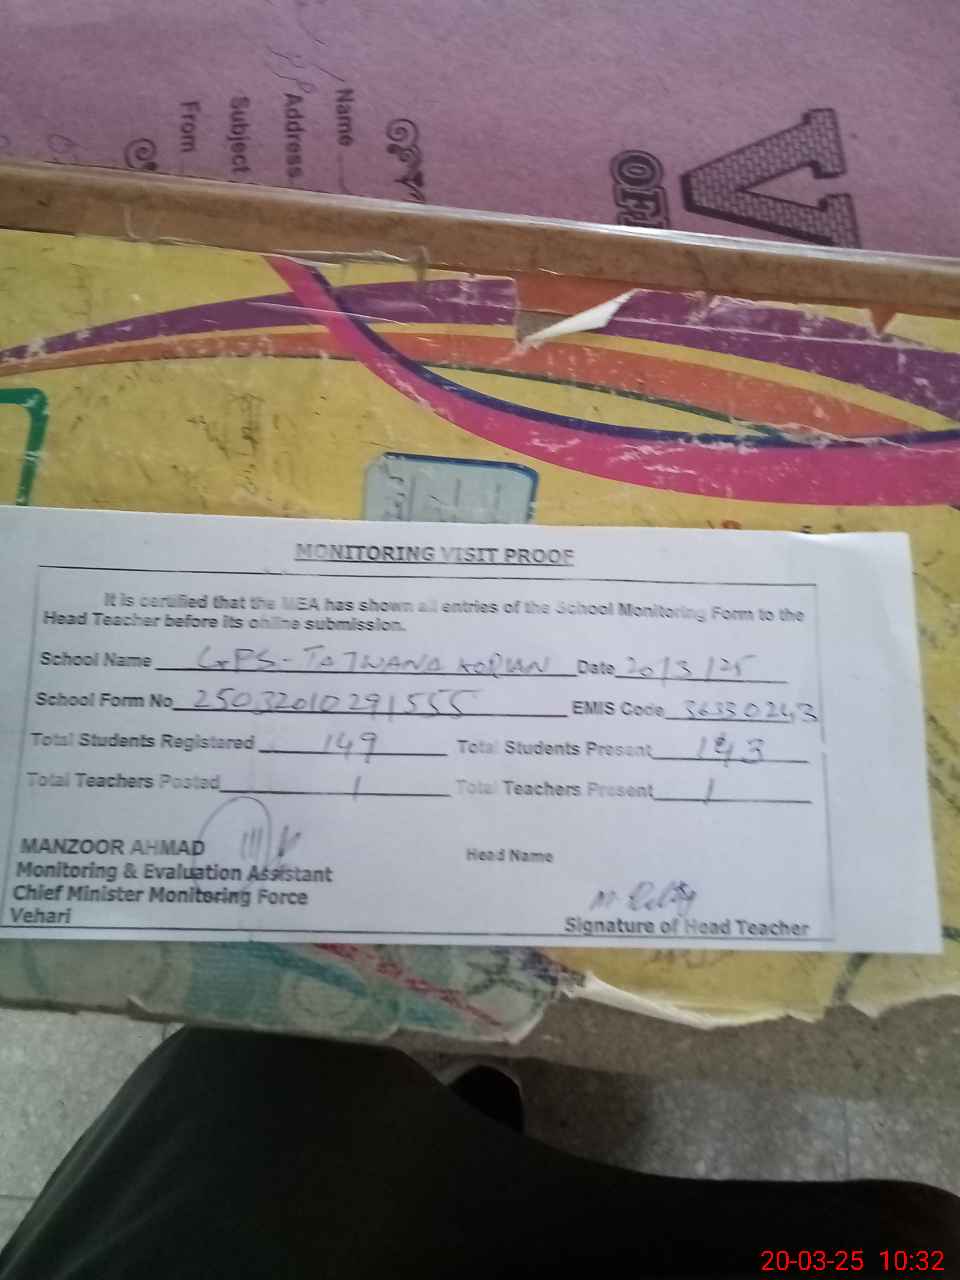 Name
Address
Subject
From
V
OF
MONITORING VISIT PROOF
It is certified that the MEA has shown all entries of the School Monitoring Form to the
Head Teacher before its online submission.
School Name GPS - TAJWANA KORIAN Date 20/3/25
School Form No 25032010291555 EMIS Code 36330243
Total Students Registered 149 Total Students Present 143
Total Teachers Posted 1 Total Teachers Present 1
MANZOOR AHMAD
Monitoring & Evaluation Assistant
Chief Minister Monitoring Force
Vehari
Head Name
Signature of Head Teacher
20-03-25 10:32